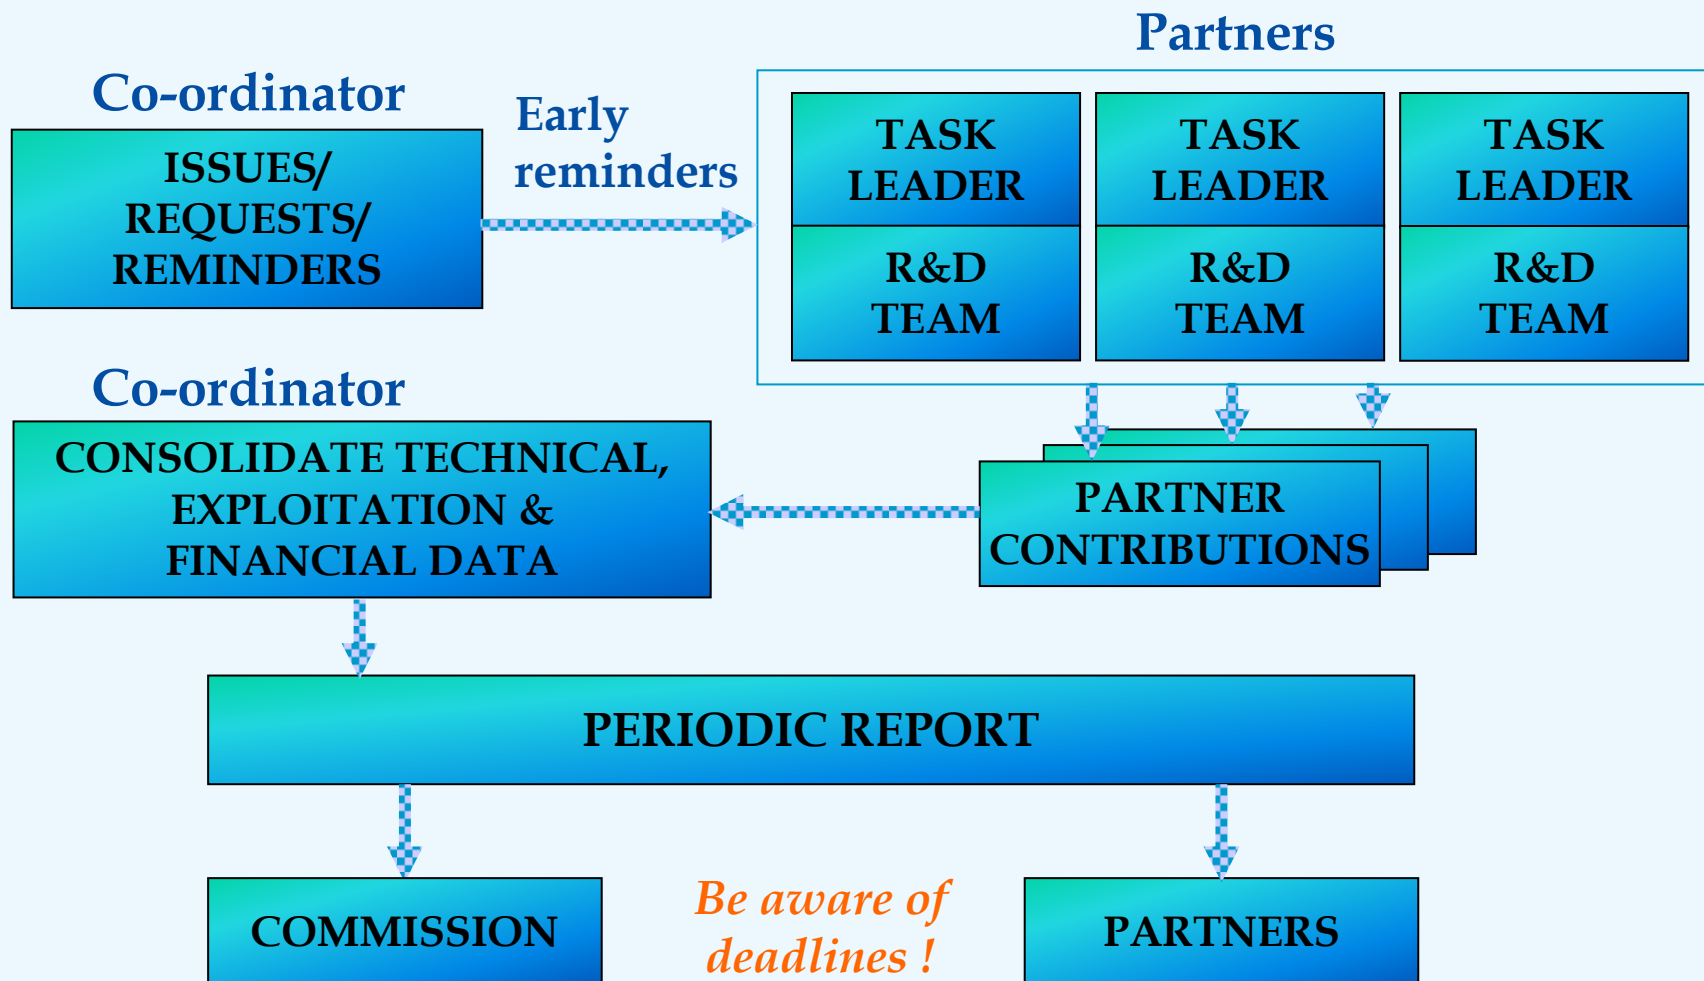 Partners
Co-ordinator
Early
reminders
ISSUES/
REQUESTS/
REMINDERS
TASK
LEADER
R&D
TEAM
TASK
LEADER
R&D
TEAM
TASK
LEADER
R&D
TEAM
Co-ordinator
CONSOLIDATE TECHNICAL,
EXPLOITATION &
FINANCIAL DATA
PARTNER
CONTRIBUTIONS
PERIODIC REPORT
COMMISSION
Be aware of
deadlines !
PARTNERS